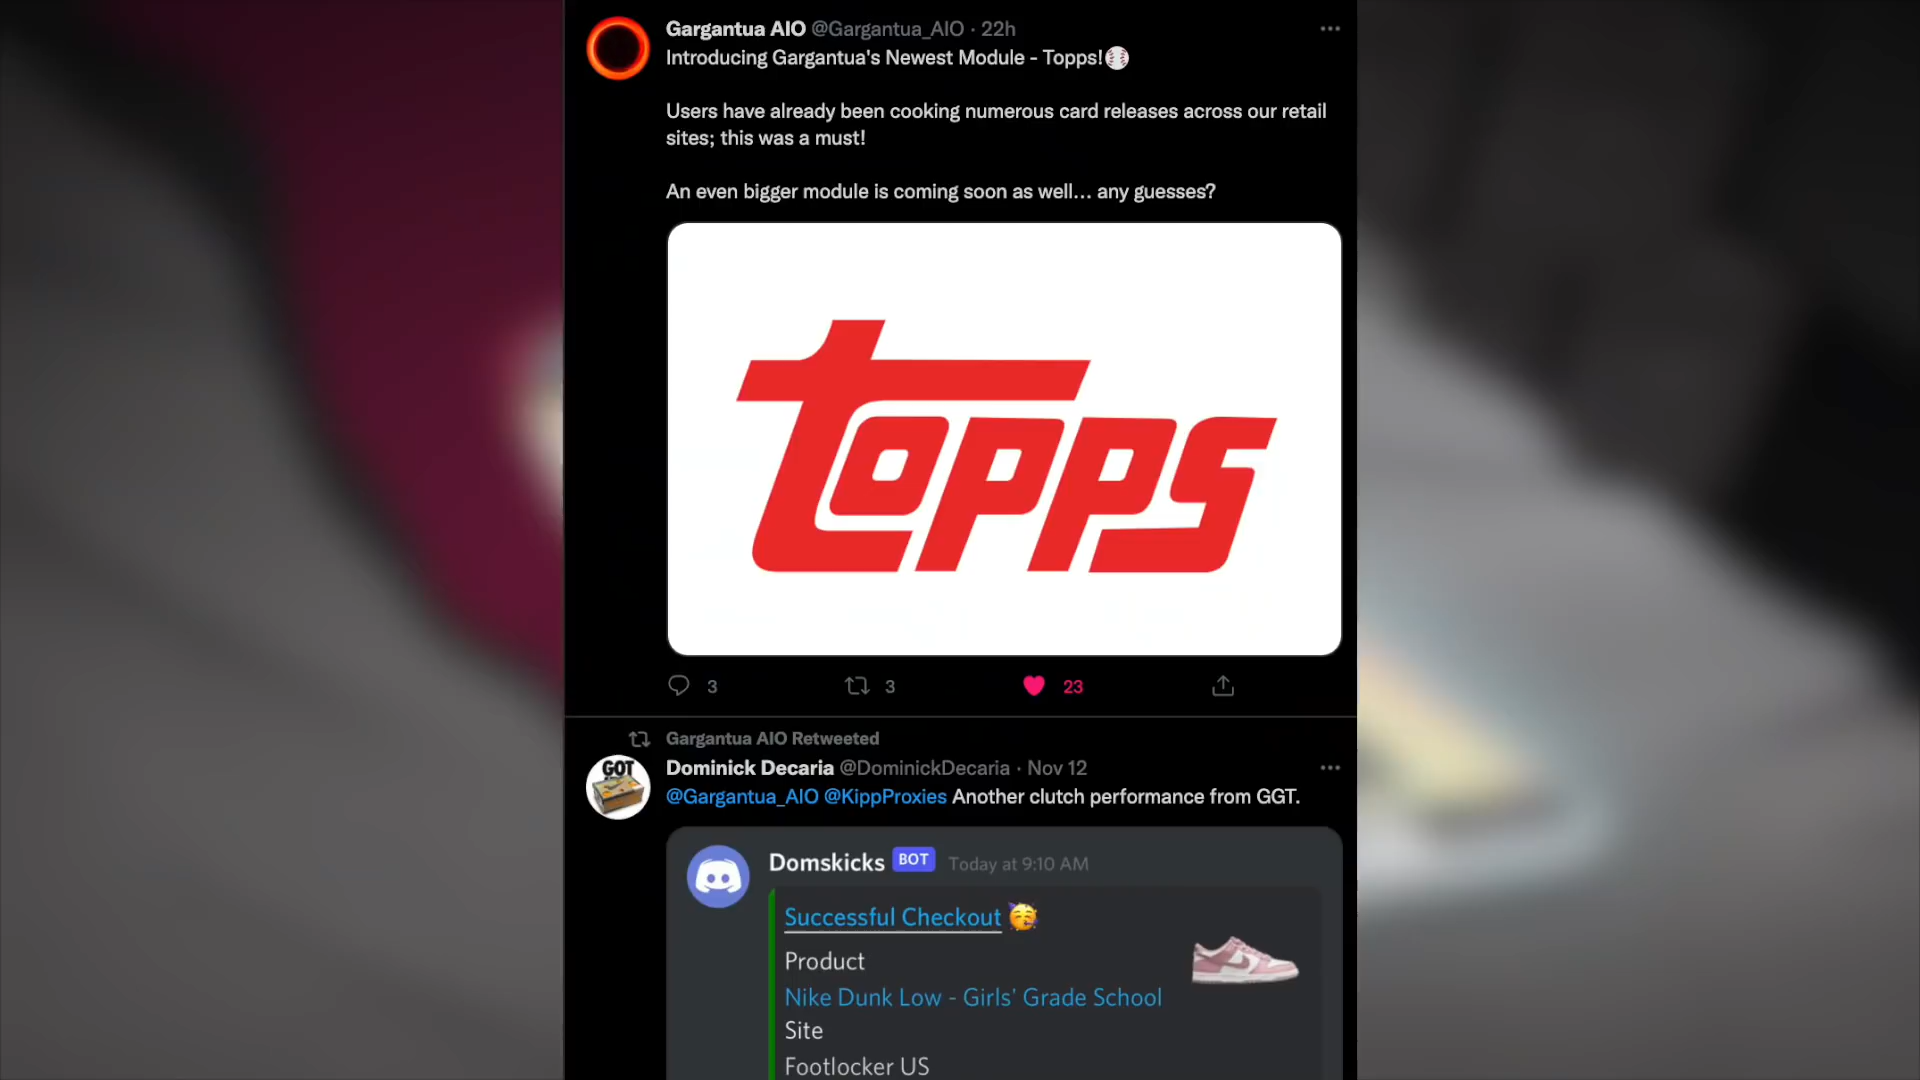 Gargantua AIO @Gargantua_AIO · 22h
Introducing Gargantua's Newest Module - Topps!⚾
Users have already been cooking numerous card releases across our retail
sites; this was a must!
An even bigger module is coming soon as well... any guesses?
Topps
3 3 23
Gargantua AIO Retweeted
GOT
Dominick Decaria @DominickDecaria · Nov 12
@Gargantua_AIO @KippProxies Another clutch performance from GGT.
Domskicks BOT Today at 9:10 AM
Successful Checkout 🥳
Product
Nike Dunk Low - Girls' Grade School
Site
Footlocker US